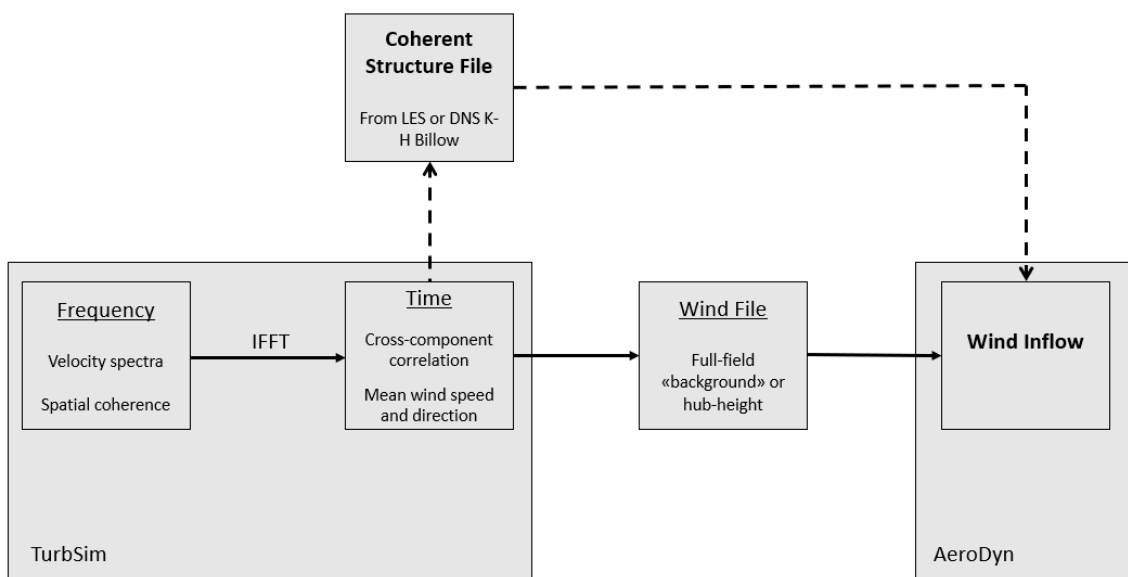 Coherent
Structure File
From LES or DNS K-
H Billow
Frequency
Velocity spectra
Spatial coherence
IFFT
Time
Cross-component
correlation
Mean wind speed
and direction
Wind File
Full-field
«background» or
hub-height
Wind Inflow
TurbSim
AeroDyn